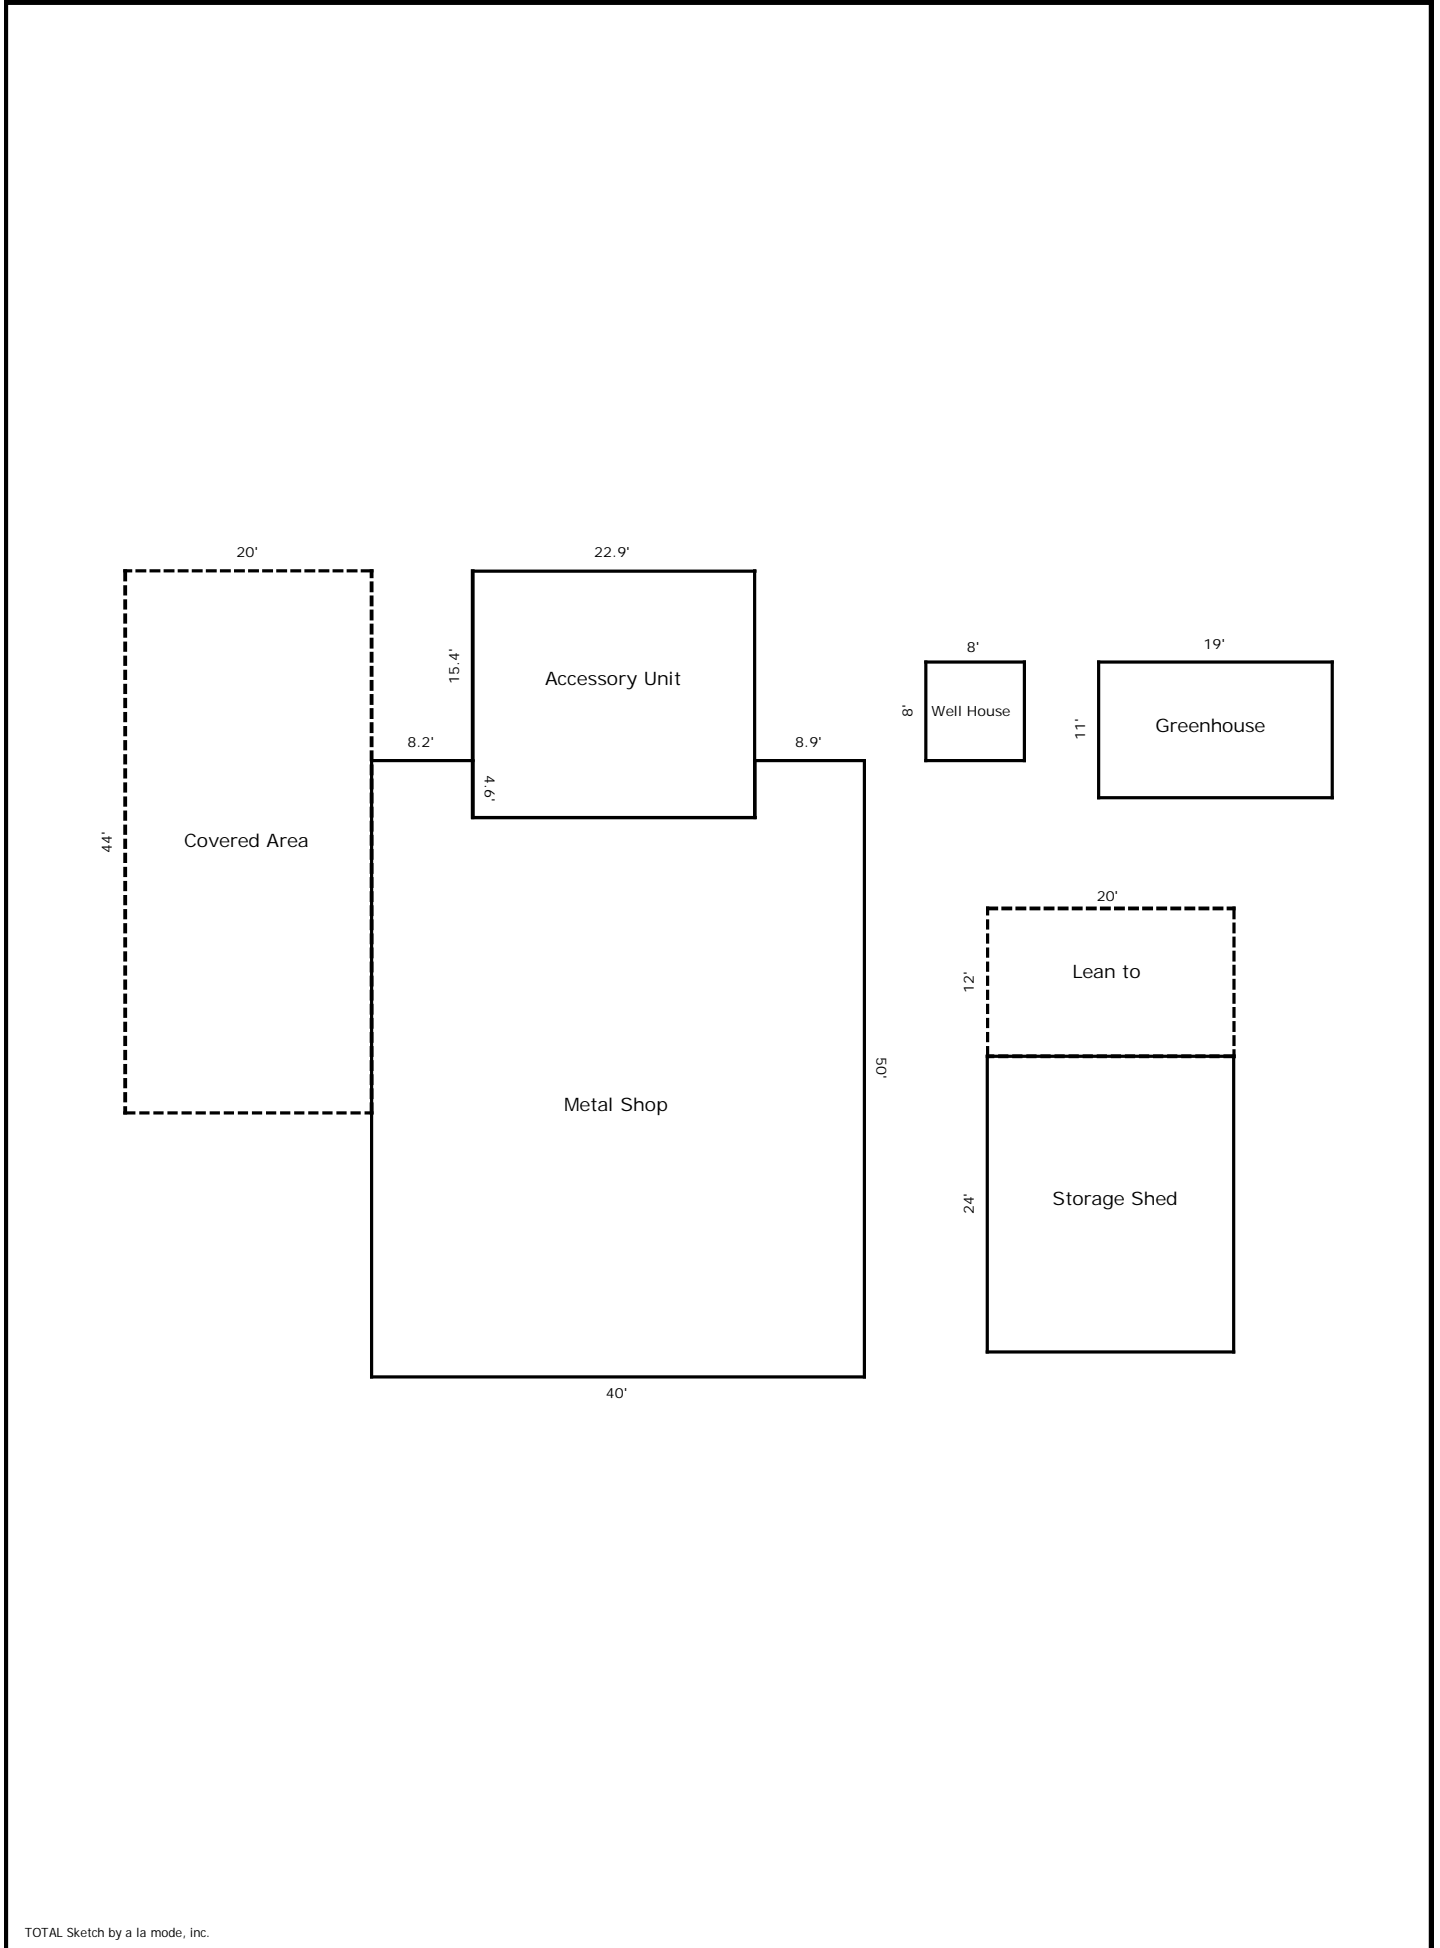 20'
22.9'
15.4'
Accessory Unit
8'
19'
8'
Well House
11'
Greenhouse
8.2'
8.9'
4.6'
44'
Covered Area
20'
12'
Lean to
50'
Metal Shop
24'
Storage Shed
40'
TOTAL Sketch by a la mode, inc.